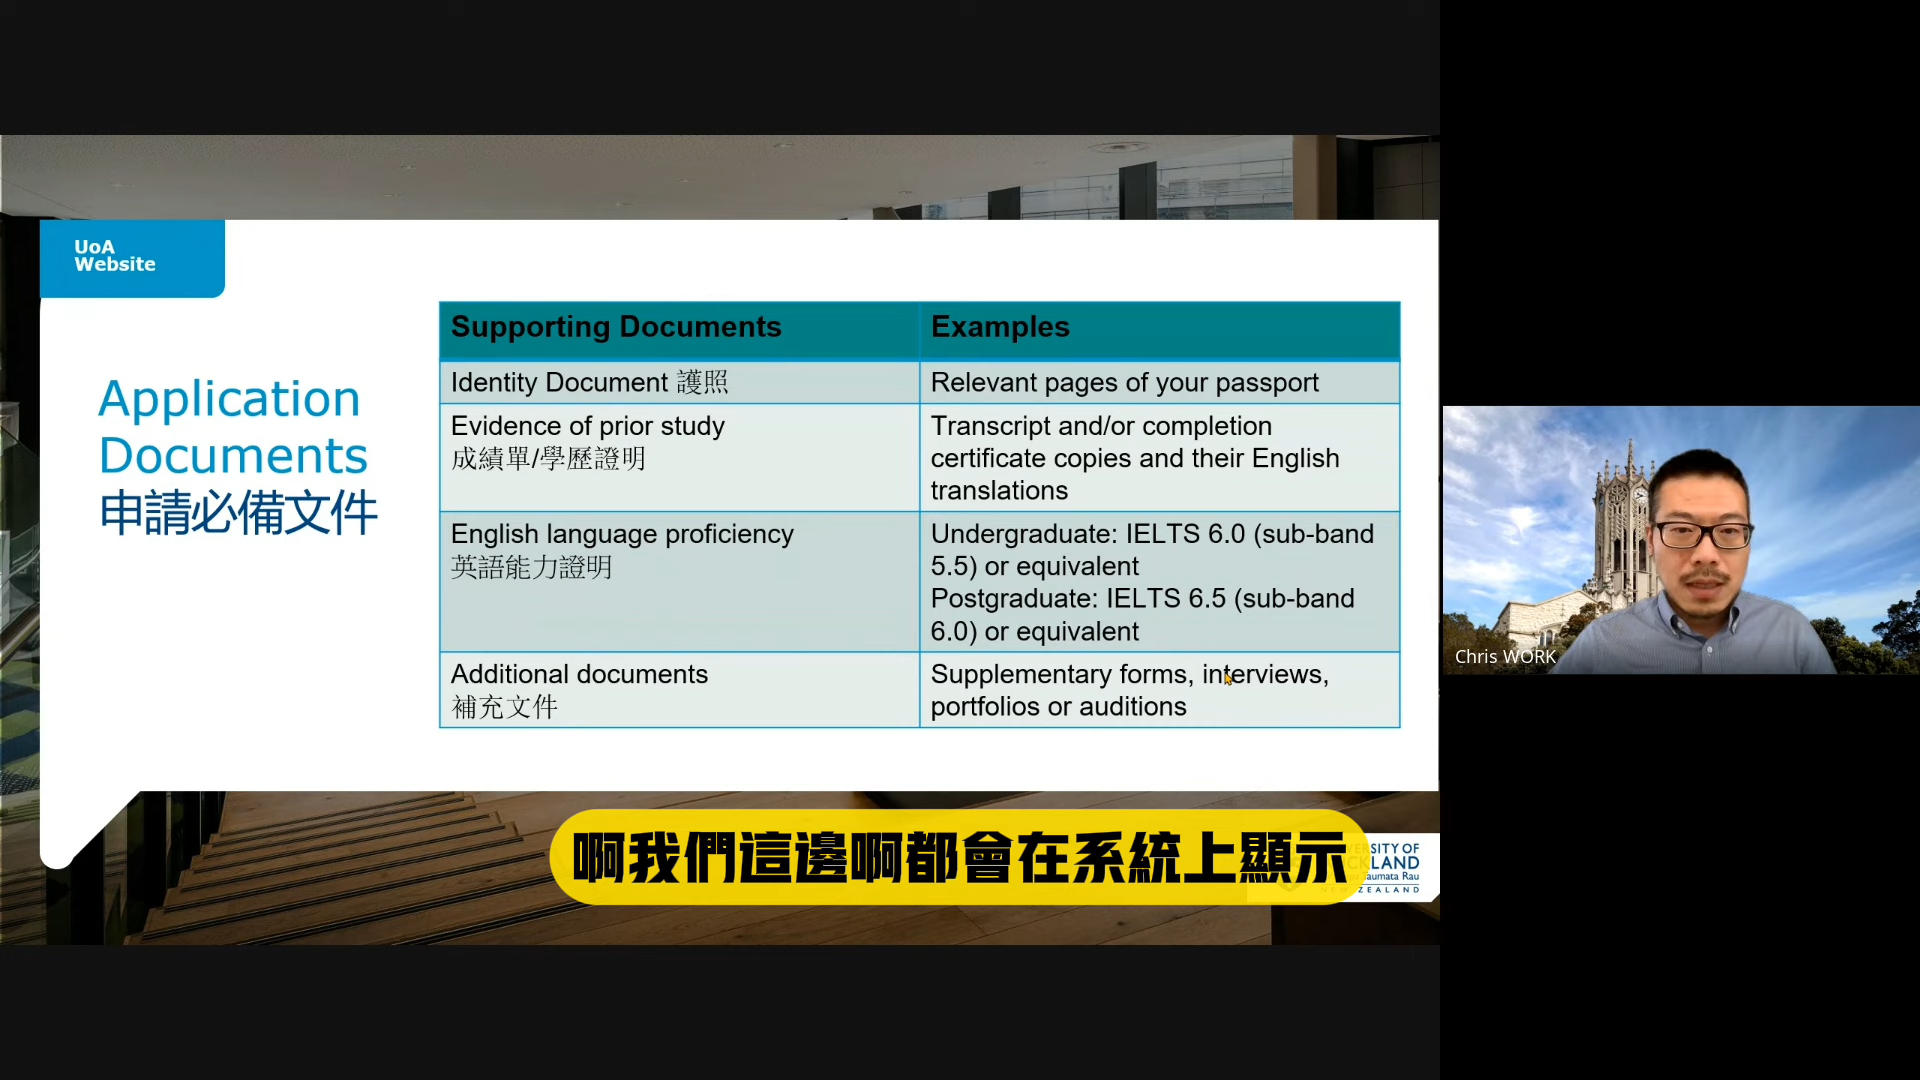 UoA
Website
Application
Documents
申請必備文件
Supporting Documents
Examples
Identity Document 護照
Relevant pages of your passport
Evidence of prior study
成績單/學歷證明
Transcript and/or completion
certificate copies and their English
translations
English language proficiency
英語能力證明
Undergraduate: IELTS 6.0 (sub-band
5.5) or equivalent
Postgraduate: IELTS 6.5 (sub-band
6.0) or equivalent
Additional documents
補充文件
Supplementary forms, interviews,
portfolios or auditions
啊我們這邊啊都會在系統上顯示
OF
Taumata Rau
ZEALAND
Chris WORK